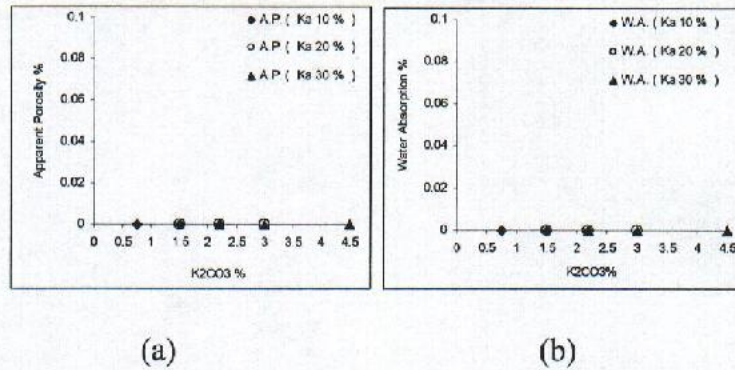 0.1
0.08
0.06
0.04
0.02
0
Apparent Porosity %
A.P. ( Ka 10 % )
A.P. ( Ka 20 % )
A.P. ( Ka 30 % )
0 0.5 1 1.5 2 2.5 3 3.5 4 4.5
K2CO3 %
(a)
0.1
0.08
0.06
0.04
0.02
0
Water Absorption %
W.A. ( Ka 10 % )
W.A. ( Ka 20 % )
W.A. ( Ka 30 % )
0 0.5 1 1.5 2 2.5 3 3.5 4 4.5
K2CO3%
(b)